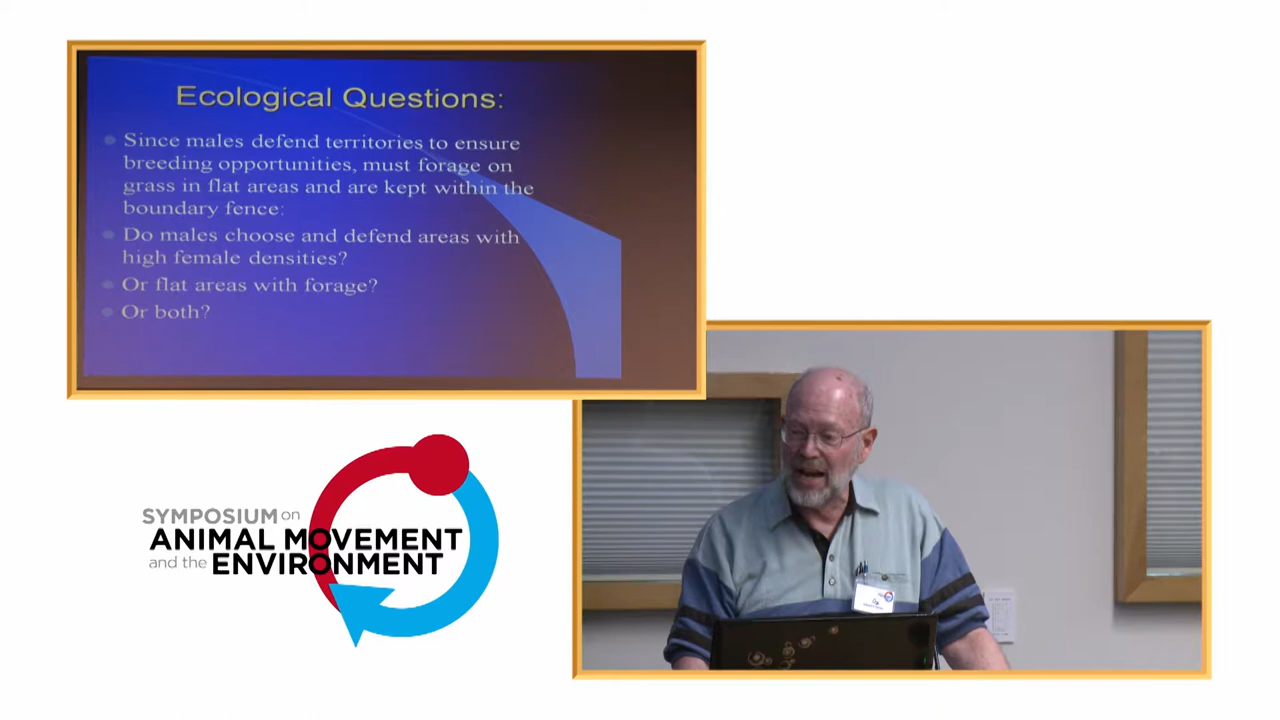 Ecological Questions:
Since males defend territories to ensure
breeding opportunities, must forage on
grass in flat areas and are kept within the
boundary fence:
Do males choose and defend areas with
high female densities?
Or flat areas with forage?
Or both?
SYMPOSIUM on
ANIMAL MOVEMENT
and the ENVIRONMENT